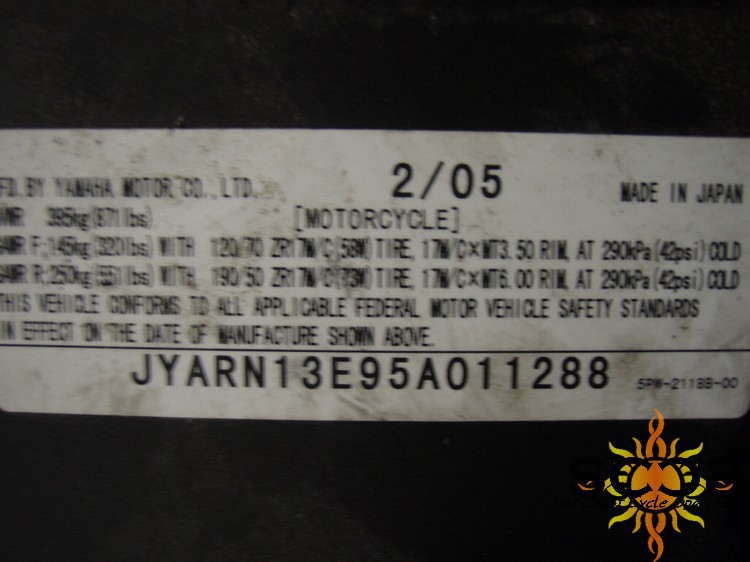 FD. BY YAMAHA MOTOR CO., LTD. 2/05 MADE IN JAPAN
WR 395kg (871lbs) [MOTORCYCLE]
AWR F; 145kg (320lbs) WITH 120/70 ZR17M/C (58W) TIRE, 17M/C×MT3.50 RIM, AT 290kPa (42psi) COLD
AWR R; 250kg (551lbs) WITH, 190/50 ZR17M/C (73W) TIRE, 17M/C×MT6.00 RIM, AT 290kPa (42psi) COLD
THIS VEHICLE CONFORMS TO ALL APPLICABLE FEDERAL MOTOR VEHICLE SAFETY STANDARDS
IN EFFECT ON THE DATE OF MANUFACTURE SHOWN ABOVE.
JYARN13E95A011288 5PW-2118B-00